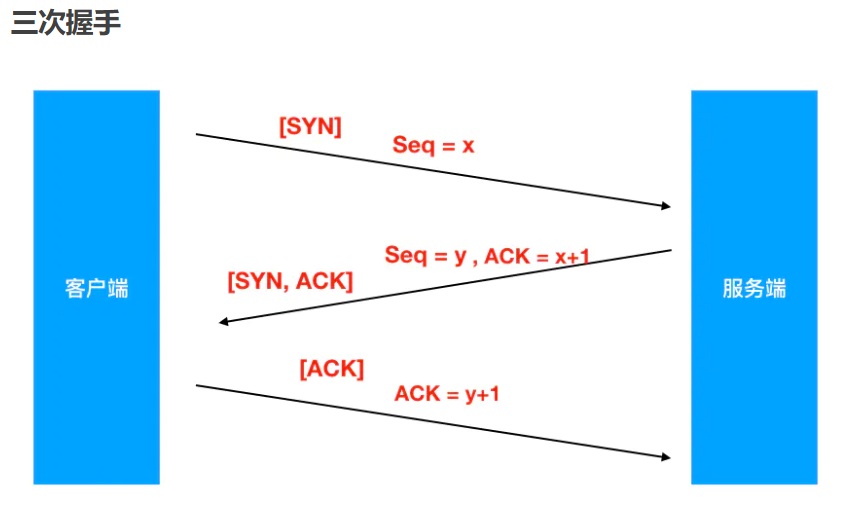 三次握手
[SYN]
Seq = x
Seq = y , ACK = x+1
[SYN, ACK]
客户端
服务端
[ACK]
ACK = y+1